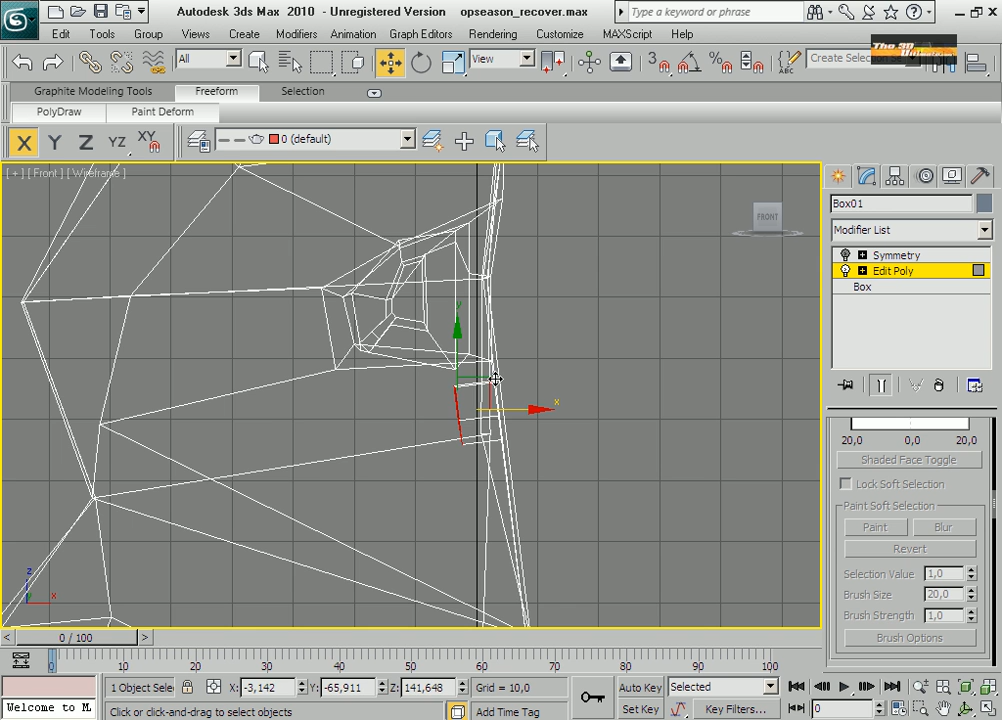 Autodesk 3ds Max 2010 - Unregistered Version opseason_recover.max
Type a keyword or phrase
Edit Tools Group Views Create Modifiers Animation Graph Editors Rendering Customize MAXScript Help
All View 3 % ABC Create Selection The 3D
Graphite Modeling Tools Freeform Selection
PolyDraw Paint Deform
X Y Z YZ XY 0 (default)
[ + ] [ Front ] [ Wireframe ]
FRONT
Box01
Modifier List
Symmetry
Edit Poly
Box
y
x
20,0 0,0 20,0
Shaded Face Toggle
Lock Soft Selection
Paint Soft Selection
Paint Blur
Revert
Selection Value 1,0
Brush Size 20,0
Brush Strength 1,0
Brush Options
z
x
< 0 / 100 >
0 10 20 30 40 50 60 70 80 90 100
1 Object Sele X: -3,142 Y: -65,911 Z: 141,648 Grid = 10,0 Auto Key Selected
Welcome to M Click or click-and-drag to select objects Add Time Tag Set Key Key Filters... 0